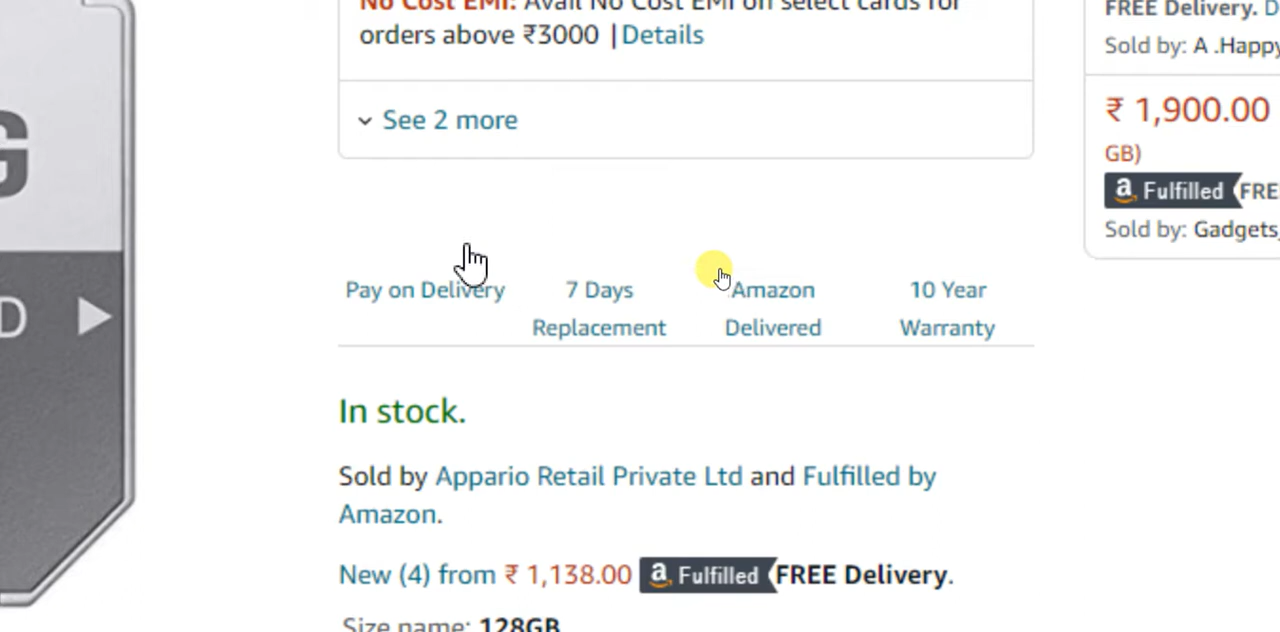 No Cost EMI: Avail No Cost EMI on select cards for
orders above ₹3000 | Details
See 2 more
Pay on Delivery
7 Days
Replacement
Amazon
Delivered
10 Year
Warranty
In stock.
Sold by Appario Retail Private Ltd and Fulfilled by
Amazon.
New (4) from ₹ 1,138.00 a Fulfilled FREE Delivery.
Size name: 128GB
G
D
FREE Delivery. D
Sold by: A .Happy
₹ 1,900.00
GB)
a Fulfilled FRE
Sold by: Gadgets_